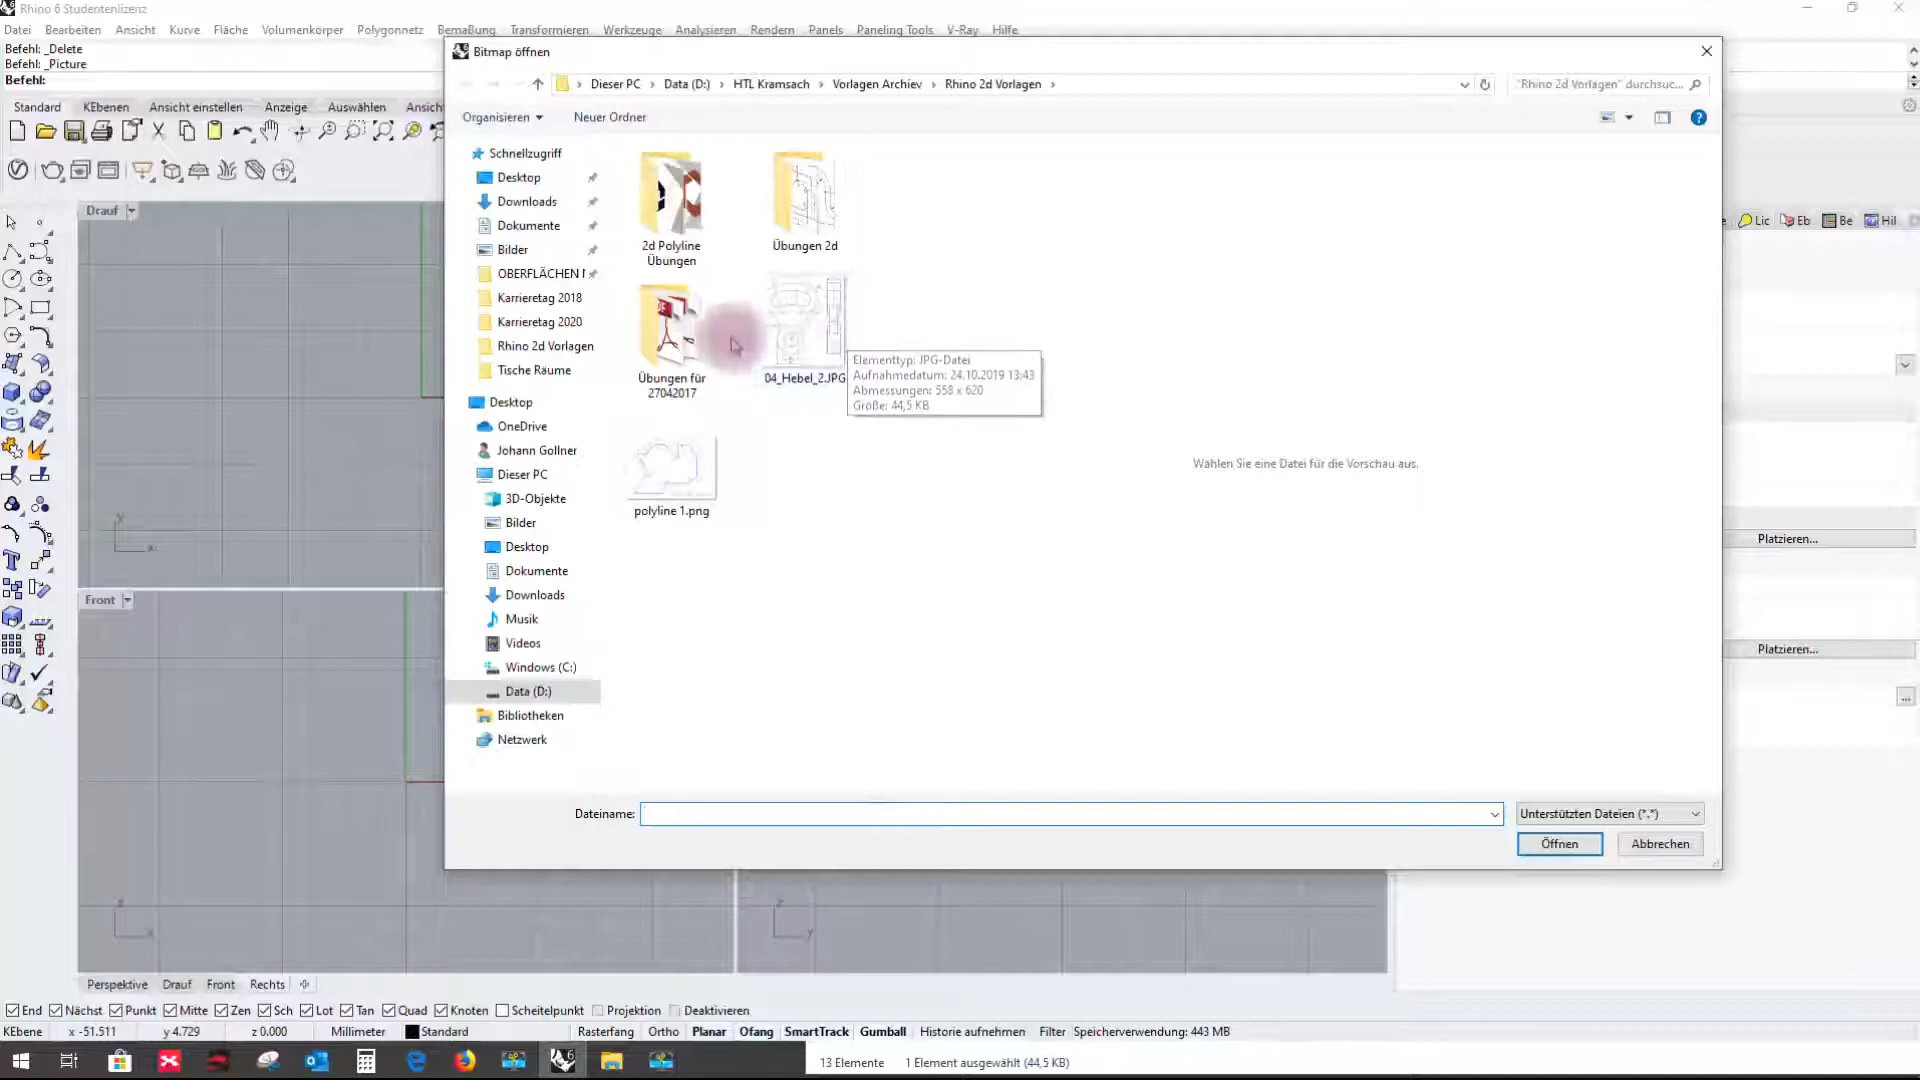 Rhino 6 Studentenlizenz
Datei Bearbeiten Ansicht Kurve Fläche Volumenkörper Polygonnetz Bemaßung Transformieren Werkzeuge Analysieren Rendern Panels Paneling Tools V-Ray Hilfe
Befehl: _Delete
Befehl: _Picture
Befehl:
Bitmap öffnen
Dieser PC > Data (D:) > HTL Kramsach > Vorlagen Archiev > Rhino 2d Vorlagen >
"Rhino 2d Vorlagen" durchsuc...
Standard KEbenen Ansicht einstellen Anzeige Auswählen Ansich
Organisieren Neuer Ordner
Schnellzugriff
Desktop
Downloads
Dokumente
Bilder
OBERFLÄCHEN
Karrieretag 2018
Karrieretag 2020
Rhino 2d Vorlagen
Tische Räume
Desktop
OneDrive
Johann Gollner
Dieser PC
3D-Objekte
Bilder
Desktop
Dokumente
Downloads
Musik
Videos
Windows (C:)
Data (D:)
Bibliotheken
Netzwerk
2d Polyline
Übungen
Übungen 2d
Übungen für
27042017
04_Hebel_2.JPG
Elementtyp: JPG-Datei
Aufnahmedatum: 24.10.2019 13:43
Abmessungen: 558 x 620
Größe: 44,5 KB
polyline 1.png
Wählen Sie eine Datei für die Vorschau aus.
Dateiname:
Unterstützten Dateien (*.*)
Öffnen Abbrechen
Drauf
Front
Lic Eb Be Hil
Platzieren...
Platzieren...
Perspektive Drauf Front Rechts
End Nächst Punkt Mitte Zen Sch Lot Tan Quad Knoten Scheitelpunkt Projektion Deaktivieren
KEbene x -51.511 y 4.729 z 0.000 Millimeter Standard Rasterfang Ortho Planar Ofang SmartTrack Gumball Historie aufnehmen Filter Speicherverwendung: 443 MB
13 Elemente 1 Element ausgewählt (44,5 KB)